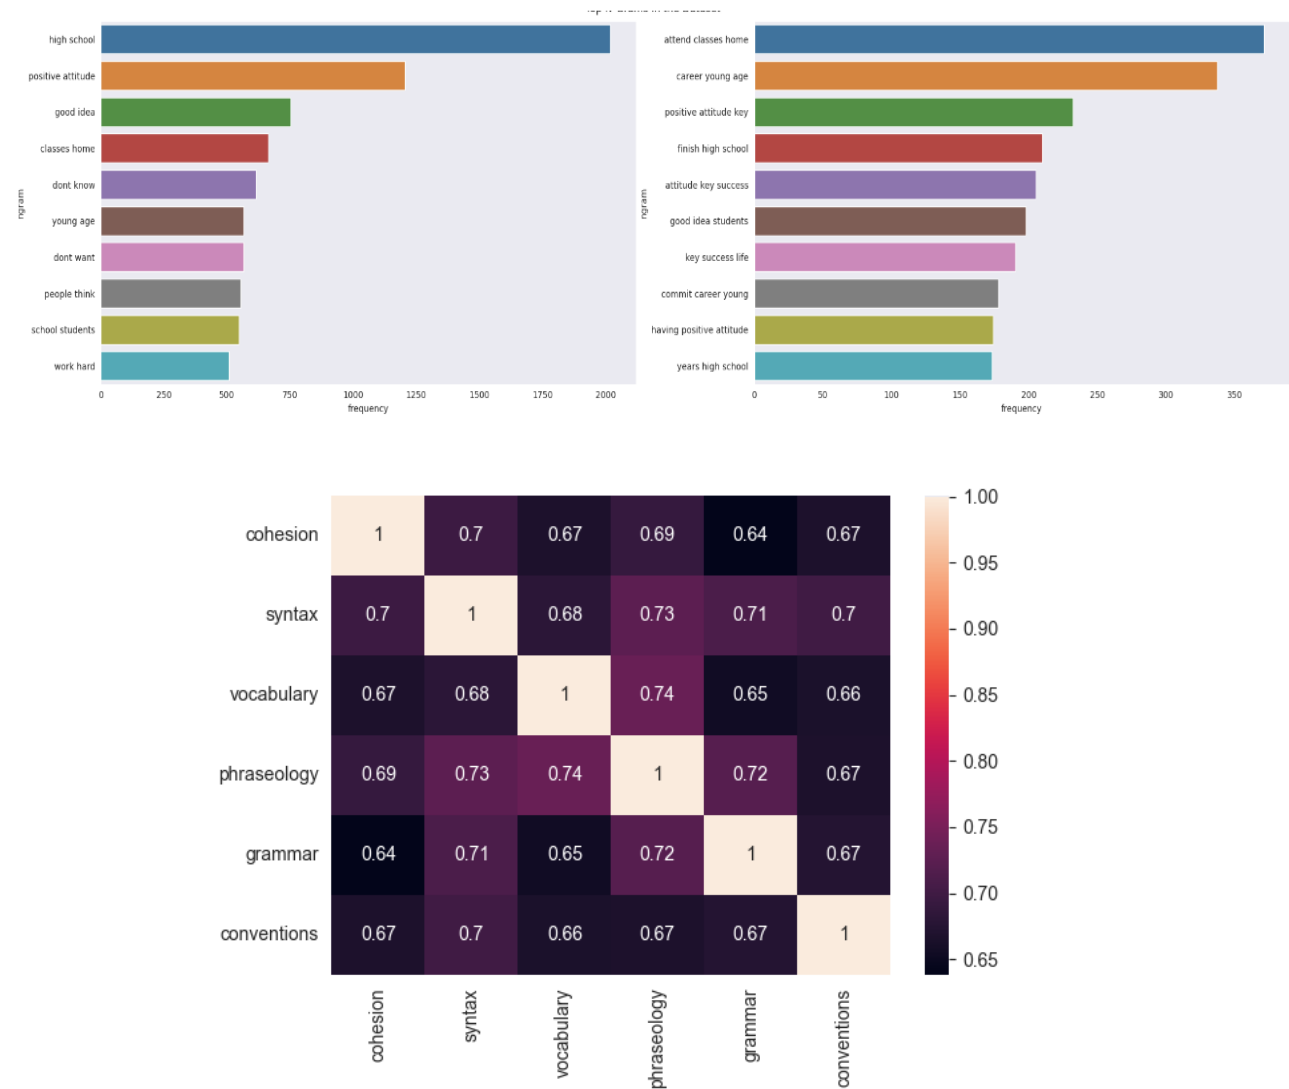 high school
positive attitude
good idea
classes home
dont know
young age
dont want
people think
school students
work hard
ngram
0 250 500 750 1000 1250 1500 1750 2000
frequency
attend classes home
career young age
positive attitude key
finish high school
attitude key success
good idea students
key success life
commit career young
having positive attitude
years high school
ngram
0 50 100 150 200 250 300 350
frequency
cohesion 1 0.7 0.67 0.69 0.64 0.67
syntax 0.7 1 0.68 0.73 0.71 0.7
vocabulary 0.67 0.68 1 0.74 0.65 0.66
phraseology 0.69 0.73 0.74 1 0.72 0.67
grammar 0.64 0.71 0.65 0.72 1 0.67
conventions 0.67 0.7 0.66 0.67 0.67 1
cohesion syntax vocabulary phraseology grammar conventions
1.00
0.95
0.90
0.85
0.80
0.75
0.70
0.65